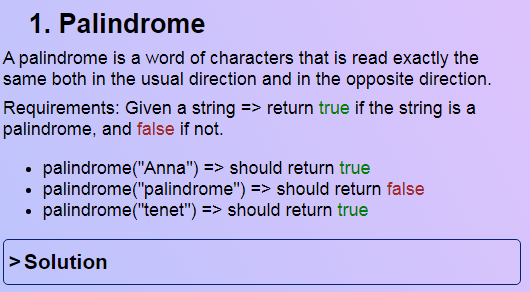 1. Palindrome
A palindrome is a word of characters that is read exactly the
same both in the usual direction and in the opposite direction.
Requirements: Given a string => return true if the string is a
palindrome, and false if not.
• palindrome("Anna") => should return true
• palindrome("palindrome") => should return false
• palindrome("tenet") => should return true
>Solution